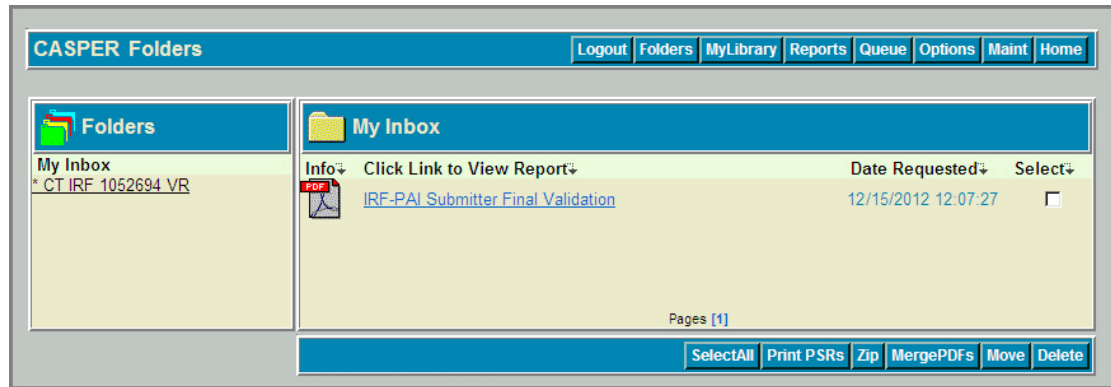 CASPER Folders
Logout Folders MyLibrary Reports Queue Options Maint Home
Folders
My Inbox
* CT IRF 1052694 VR
My Inbox
Info Click Link to View Report Date Requested Select
PDF
IRF-PAI Submitter Final Validation 12/15/2012 12:07:27
Pages [1]
SelectAll Print PSRs Zip MergePDFs Move Delete